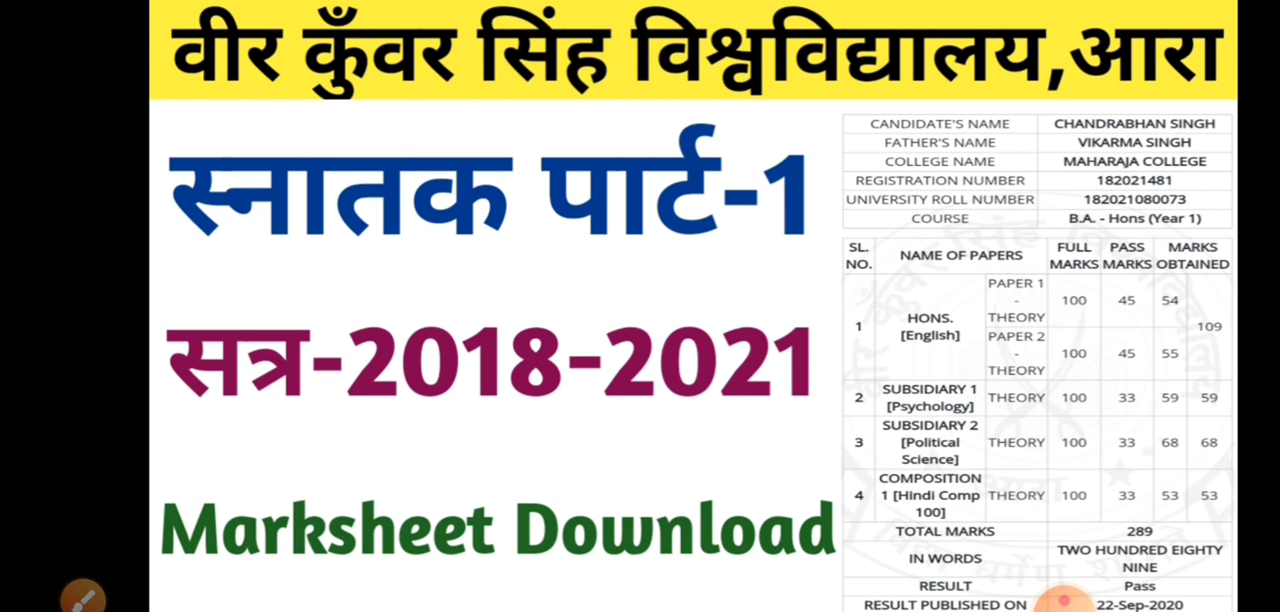 वीर कुँवर सिंह विश्वविद्यालय,आरा
स्नातक पार्ट-1
सत्र-2018-2021
Marksheet Download
CANDIDATE'S NAME CHANDRABHAN SINGH
FATHER'S NAME VIKARMA SINGH
COLLEGE NAME MAHARAJA COLLEGE
REGISTRATION NUMBER 182021481
UNIVERSITY ROLL NUMBER 182021080073
COURSE B.A. - Hons (Year 1)
SL. NO. NAME OF PAPERS FULL MARKS PASS MARKS MARKS OBTAINED
1 HONS. [English] PAPER 1 - THEORY 100 45 54 109
PAPER 2 - THEORY 100 45 55
2 SUBSIDIARY 1 [Psychology] THEORY 100 33 59 59
3 SUBSIDIARY 2 [Political Science] THEORY 100 33 68 68
4 COMPOSITION 1 [Hindi Comp 100] THEORY 100 33 53 53
TOTAL MARKS 289
IN WORDS TWO HUNDRED EIGHTY NINE
RESULT Pass
RESULT PUBLISHED ON 22-Sep-2020